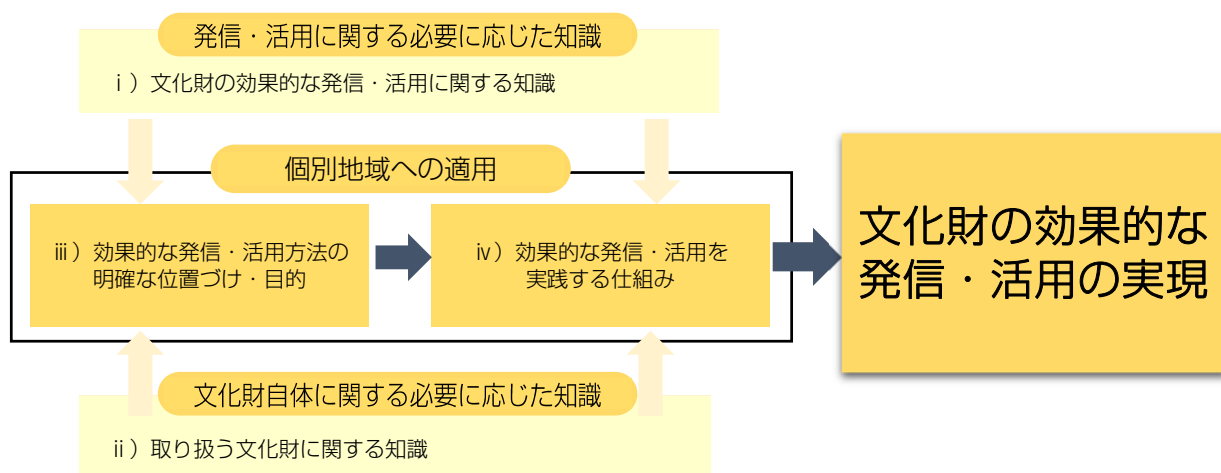 発信・活用に関する必要に応じた知識
ⅰ）文化財の効果的な発信・活用に関する知識
個別地域への適用
ⅲ）効果的な発信・活用方法の
明確な位置づけ・目的
ⅳ）効果的な発信・活用を
実践する仕組み
文化財の効果的な
発信・活用の実現
文化財自体に関する必要に応じた知識
ⅱ）取り扱う文化財に関する知識